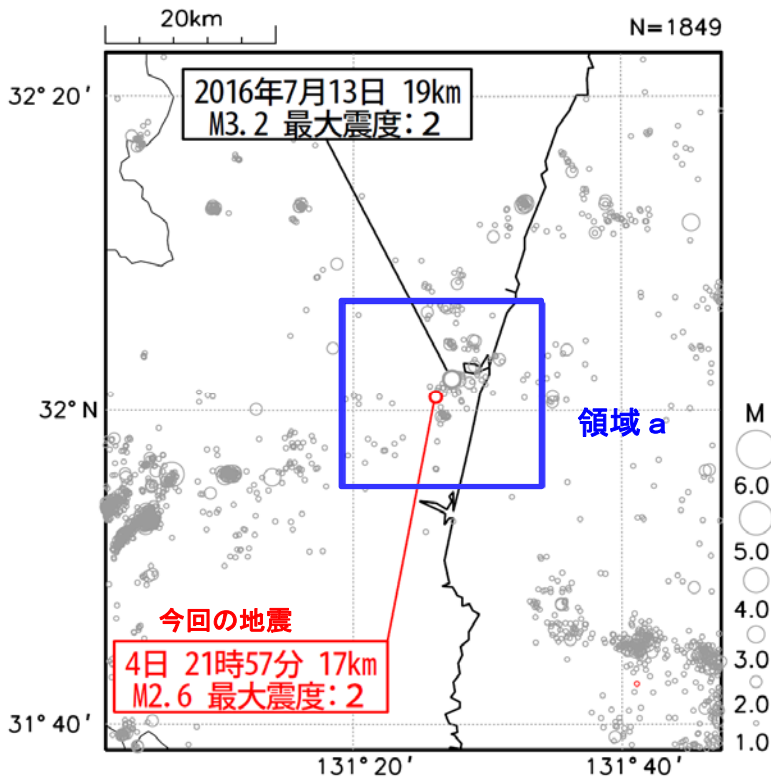 20km
N=1849
32°20′
2016年7月13日 19km
M3.2 最大震度:2
32°N
領域a
M
6.0
5.0
4.0
3.0
2.0
1.0
今回の地震
4日 21時57分 17km
M2.6 最大震度:2
31°40′
131°20′
131°40′